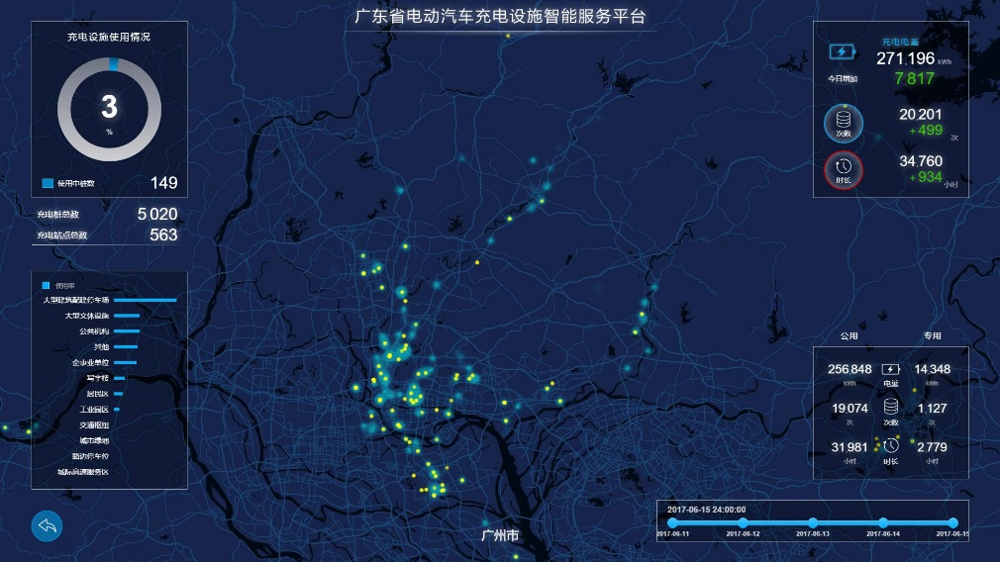 广东省电动汽车充电设施智能服务平台
充电设施使用情况
3
%
使用中桩数 149
充电桩总数 5 020
充电站点总数 563
使用率
大型建筑配建停车场
大型文体设施
公共机构
其他
企事业单位
写字楼
居民区
工业园区
交通枢纽
城市绿地
路边停车位
城际高速服务区
充电电量
271,196 kWh
今日增加 7 817
次数 20,201
+499 次
时长 34,760
+934 小时
公用 专用
256 848 14 348
kWh 电量 kWh
19 074 1,127
次 次数 次
31,981 2,779
小时 时长 小时
2017-06-15 24:00:00
2017-06-11 2017-06-12 2017-06-13 2017-06-14 2017-06-15
广州市